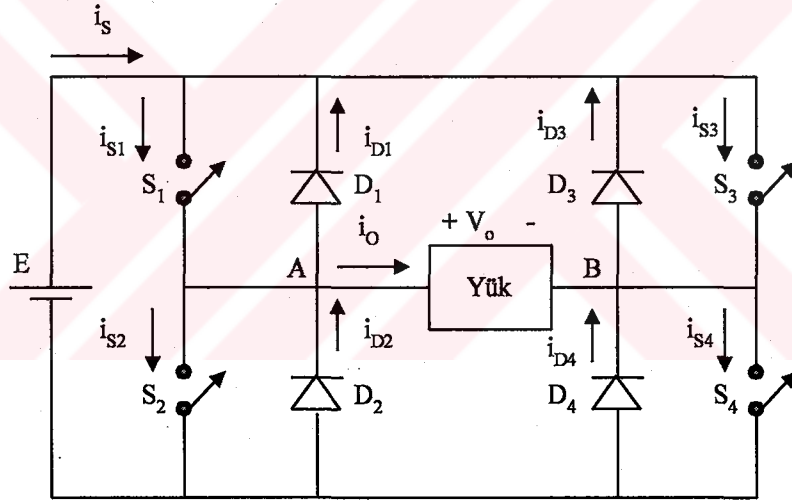 i_S
i_S1
i_D1
i_D3
i_S3
S_1
D_1
D_3
S_3
i_O
+ V_o -
E
A
Yük
B
i_S2
i_D2
i_D4
i_S4
S_2
D_2
D_4
S_4